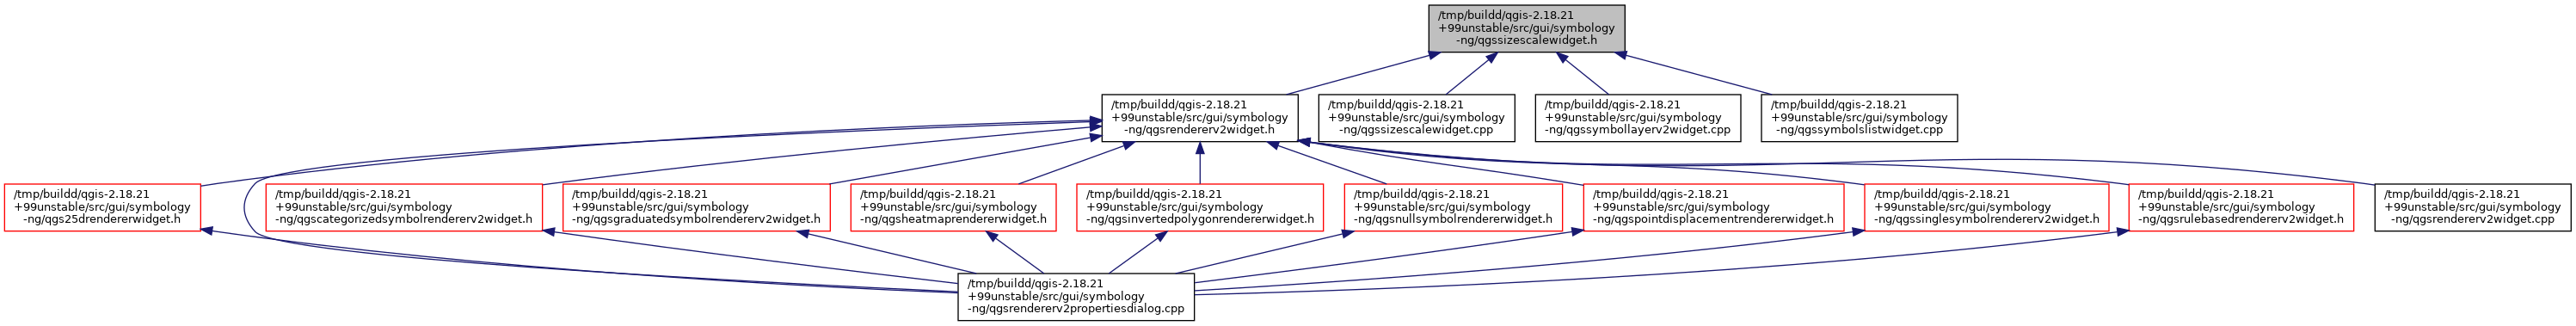 /tmp/buildd/qgis-2.18.21
+99unstable/src/gui/symbology
-ng/qgssizescalewidget.h
/tmp/buildd/qgis-2.18.21
+99unstable/src/gui/symbology
-ng/qgsrendererv2widget.h
/tmp/buildd/qgis-2.18.21
+99unstable/src/gui/symbology
-ng/qgssizescalewidget.cpp
/tmp/buildd/qgis-2.18.21
+99unstable/src/gui/symbology
-ng/qgssymbollayerv2widget.cpp
/tmp/buildd/qgis-2.18.21
+99unstable/src/gui/symbology
-ng/qgssymbolslistwidget.cpp
/tmp/buildd/qgis-2.18.21
+99unstable/src/gui/symbology
-ng/qgs25drendererwidget.h
/tmp/buildd/qgis-2.18.21
+99unstable/src/gui/symbology
-ng/qgscategorizedsymbolrendererv2widget.h
/tmp/buildd/qgis-2.18.21
+99unstable/src/gui/symbology
-ng/qgsgraduatedsymbolrendererv2widget.h
/tmp/buildd/qgis-2.18.21
+99unstable/src/gui/symbology
-ng/qgsheatmaprendererwidget.h
/tmp/buildd/qgis-2.18.21
+99unstable/src/gui/symbology
-ng/qgsinvertedpolygonrendererwidget.h
/tmp/buildd/qgis-2.18.21
+99unstable/src/gui/symbology
-ng/qgsnullsymbolrendererwidget.h
/tmp/buildd/qgis-2.18.21
+99unstable/src/gui/symbology
-ng/qgspointdisplacementrendererwidget.h
/tmp/buildd/qgis-2.18.21
+99unstable/src/gui/symbology
-ng/qgssinglesymbolrendererv2widget.h
/tmp/buildd/qgis-2.18.21
+99unstable/src/gui/symbology
-ng/qgsrulebasedrendererv2widget.h
/tmp/buildd/qgis-2.18.21
+99unstable/src/gui/symbology
-ng/qgsrendererv2widget.cpp
/tmp/buildd/qgis-2.18.21
+99unstable/src/gui/symbology
-ng/qgsrendererv2propertiesdialog.cpp